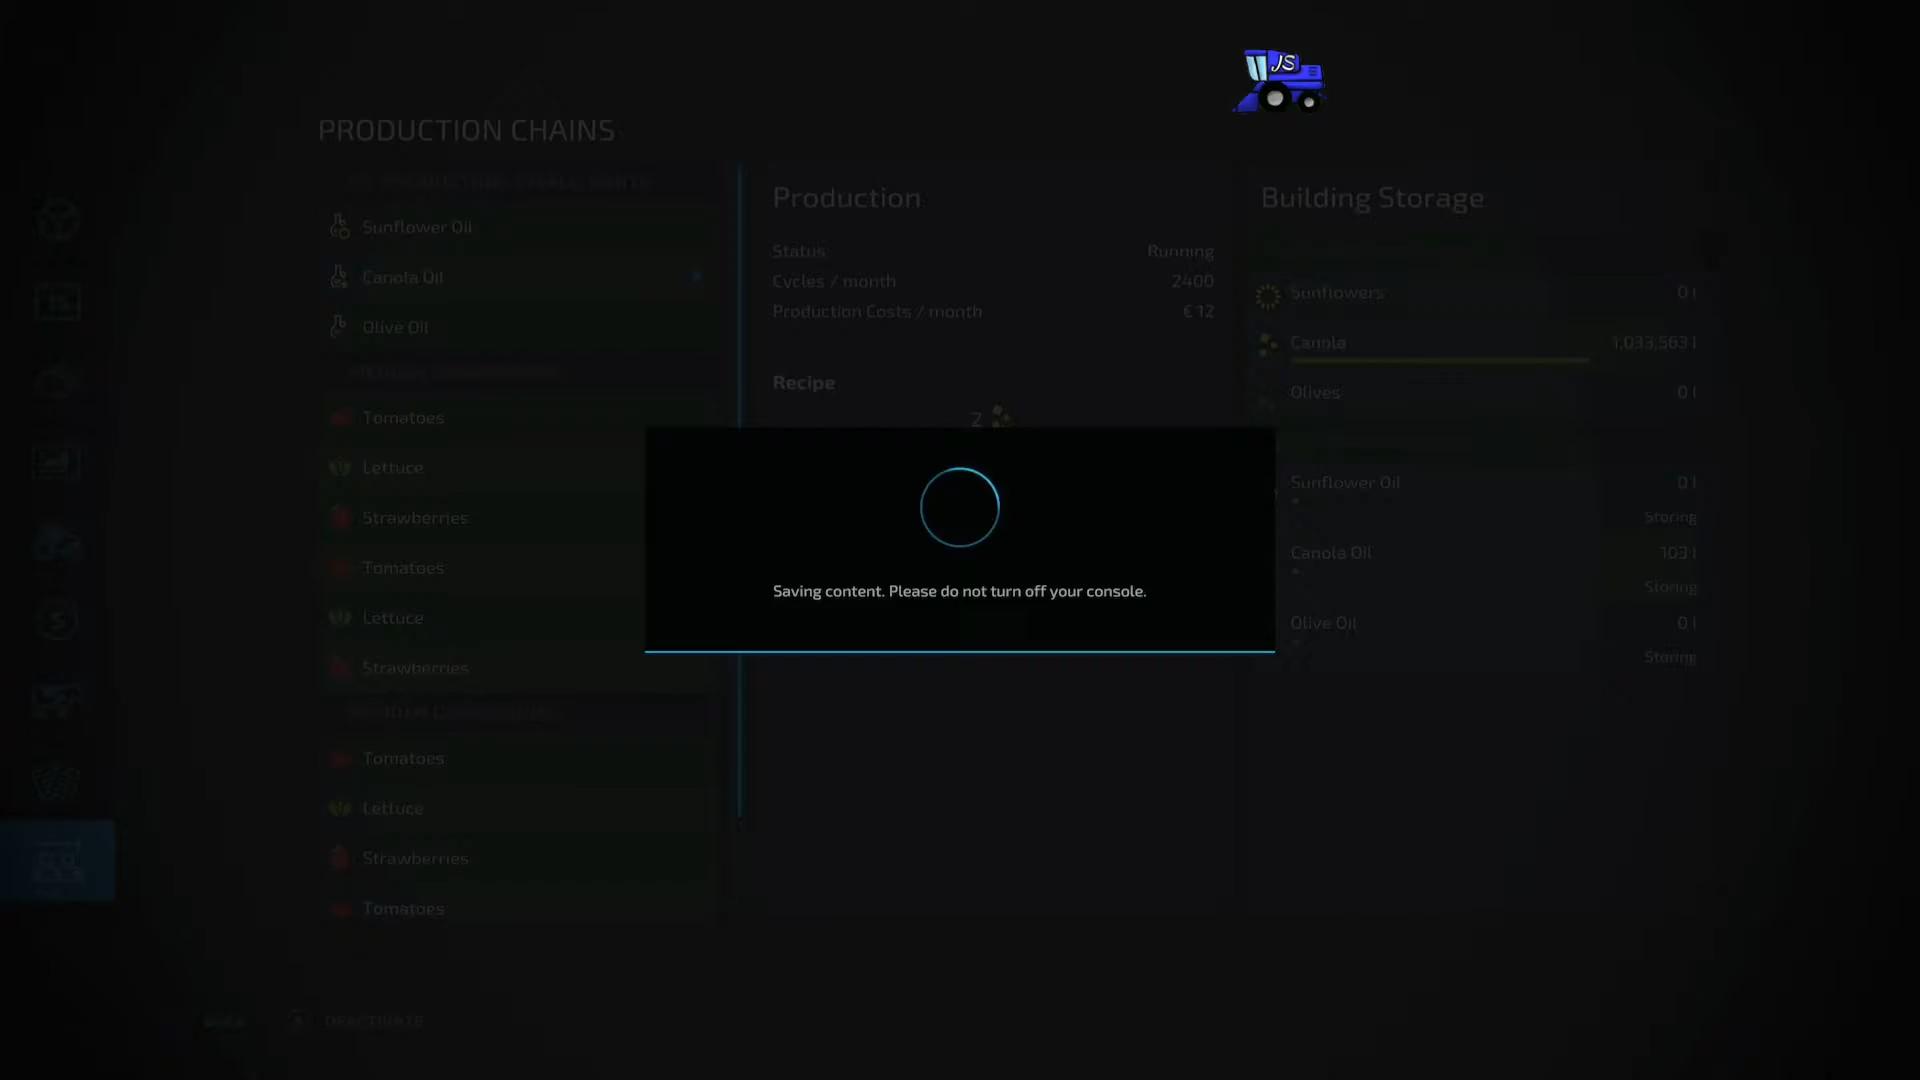 JS
PRODUCTION CHAINS
Sunflower Oil
Canola Oil
Olive Oil
Tomatoes
Lettuce
Strawberries
Tomatoes
Lettuce
Strawberries
Tomatoes
Lettuce
Strawberries
Tomatoes
Production
Status Running
Cycles / month 2400
Production Costs / month € 12
Recipe
2
Saving content. Please do not turn off your console.
Building Storage
Sunflowers 0 l
Canola 1,033,563 l
Olives 0 l
Sunflower Oil 0 l
Storing
Canola Oil 103 l
Storing
Olive Oil 0 l
Storing
DEACTIVATE